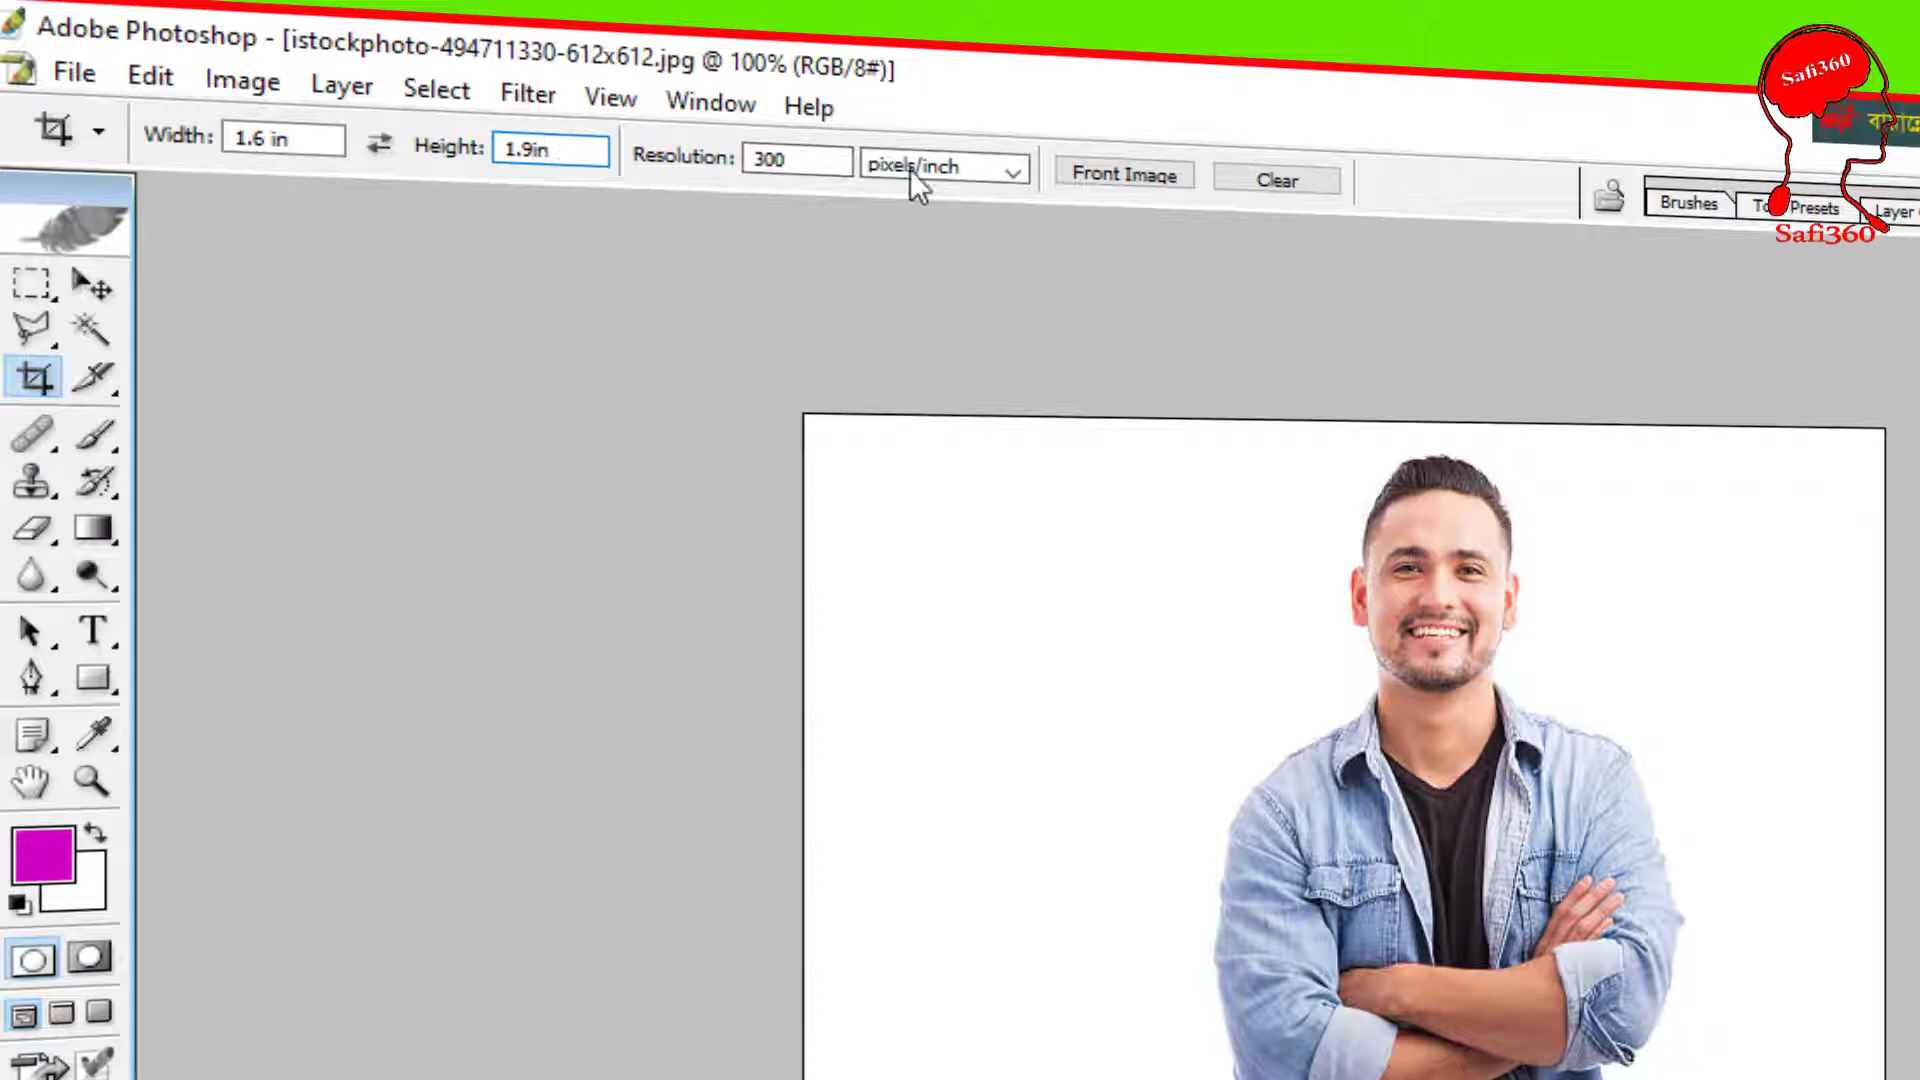 Adobe Photoshop - [istockphoto-494711330-612x612.jpg @ 100% (RGB/8#)]
File Edit Image Layer Select Filter View Window Help
Width: 1.6 in Height: 1.9in Resolution: 300 pixels/inch Front Image Clear
Brushes Presets Layer
Safi360
Safi360